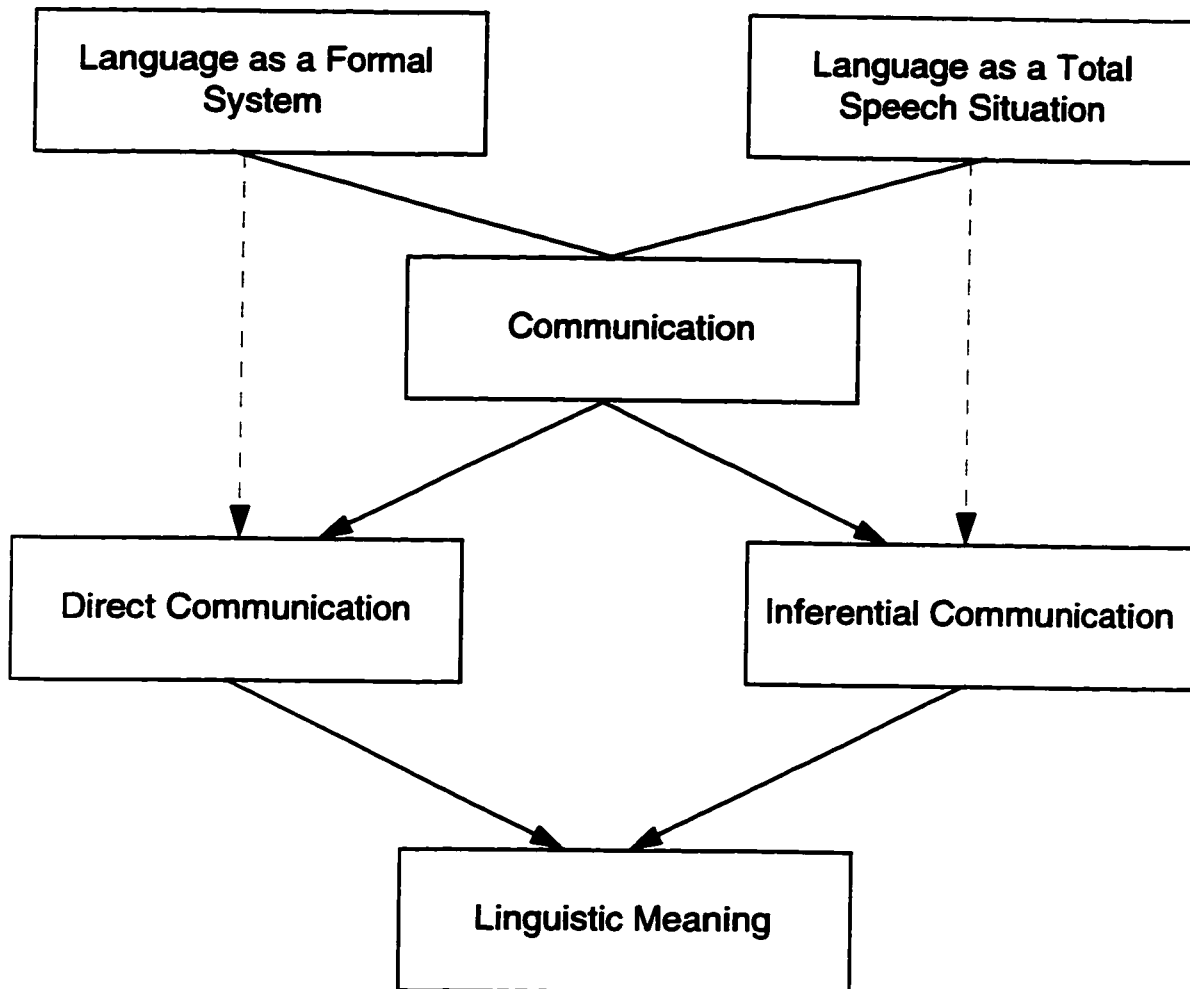 Language as a Formal
System
Language as a Total
Speech Situation
Communication
Direct Communication
Inferential Communication
Linguistic Meaning